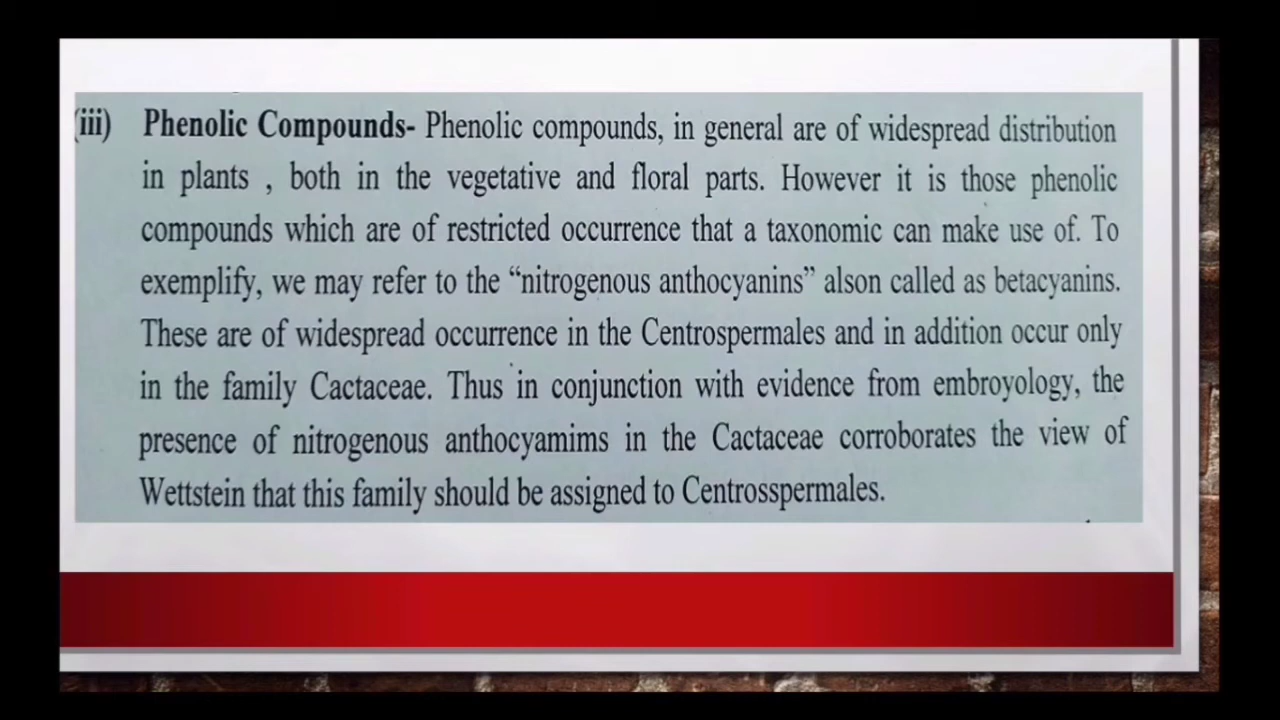 (iii) Phenolic Compounds- Phenolic compounds, in general are of widespread distribution
in plants , both in the vegetative and floral parts. However it is those phenolic
compounds which are of restricted occurrence that a taxonomic can make use of. To
exemplify, we may refer to the “nitrogenous anthocyanins” alson called as betacyanins.
These are of widespread occurrence in the Centrospermales and in addition occur only
in the family Cactaceae. Thus in conjunction with evidence from embroyology, the
presence of nitrogenous anthocyamims in the Cactaceae corroborates the view of
Wettstein that this family should be assigned to Centrosspermales.